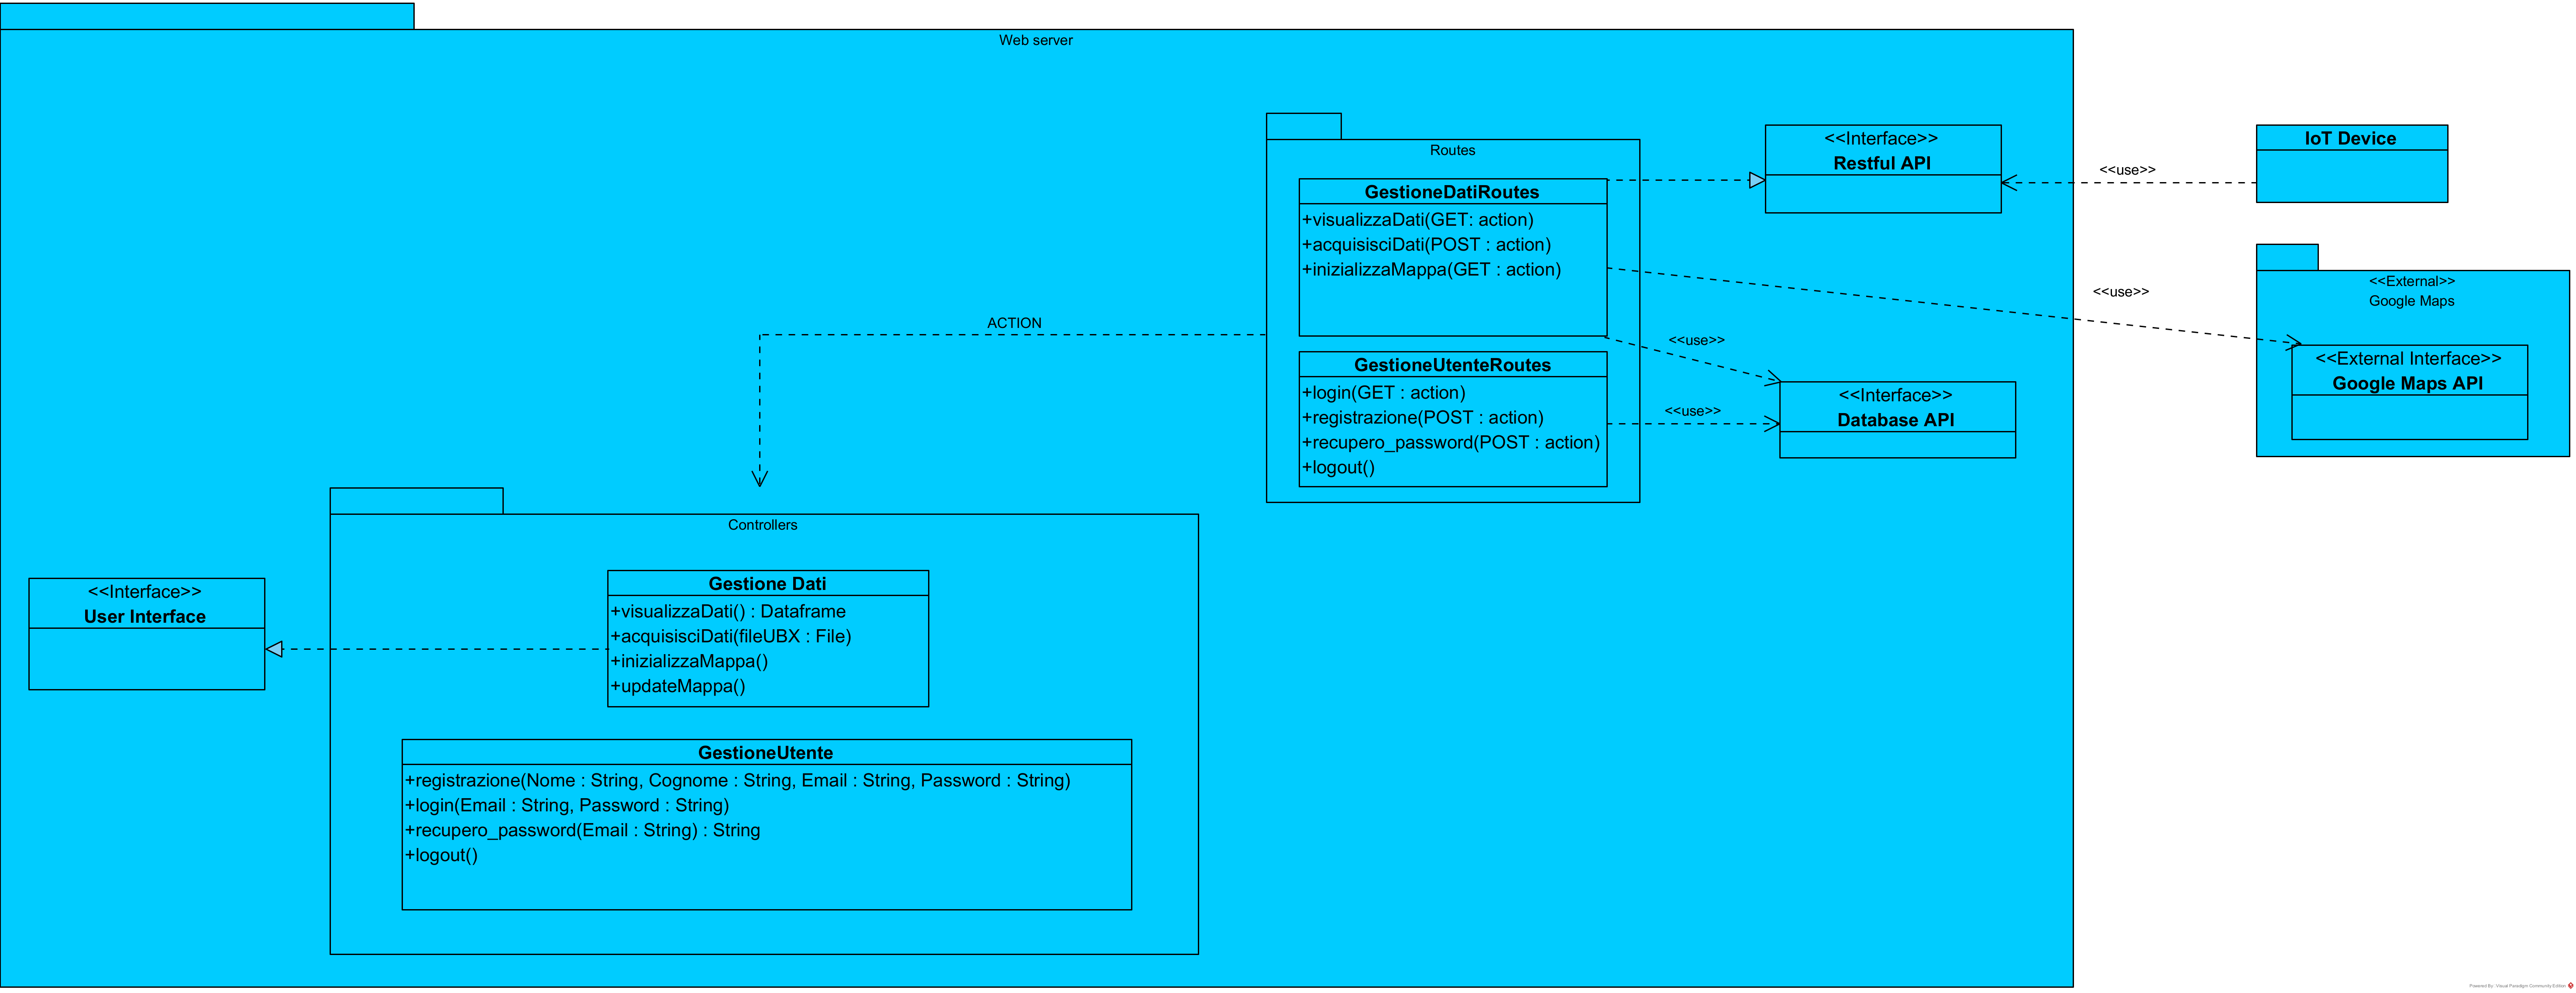 Web server
Routes
GestioneDatiRoutes
+visualizzaDati(GET: action)
+acquisisciDati(POST : action)
+inizializzaMappa(GET : action)
GestioneUtenteRoutes
+login(GET : action)
+registrazione(POST : action)
+recupero_password(POST : action)
+logout()
<<Interface>>
Restful API
<<use>>
IoT Device
<<use>>
<<External>>
Google Maps
<<External Interface>>
Google Maps API
<<use>>
<<use>>
<<Interface>>
Database API
ACTION
Controllers
Gestione Dati
+visualizzaDati() : Dataframe
+acquisisciDati(fileUBX : File)
+inizializzaMappa()
+updateMappa()
<<Interface>>
User Interface
GestioneUtente
+registrazione(Nome : String, Cognome : String, Email : String, Password : String)
+login(Email : String, Password : String)
+recupero_password(Email : String) : String
+logout()
Powered By: Visual Paradigm Community Edition